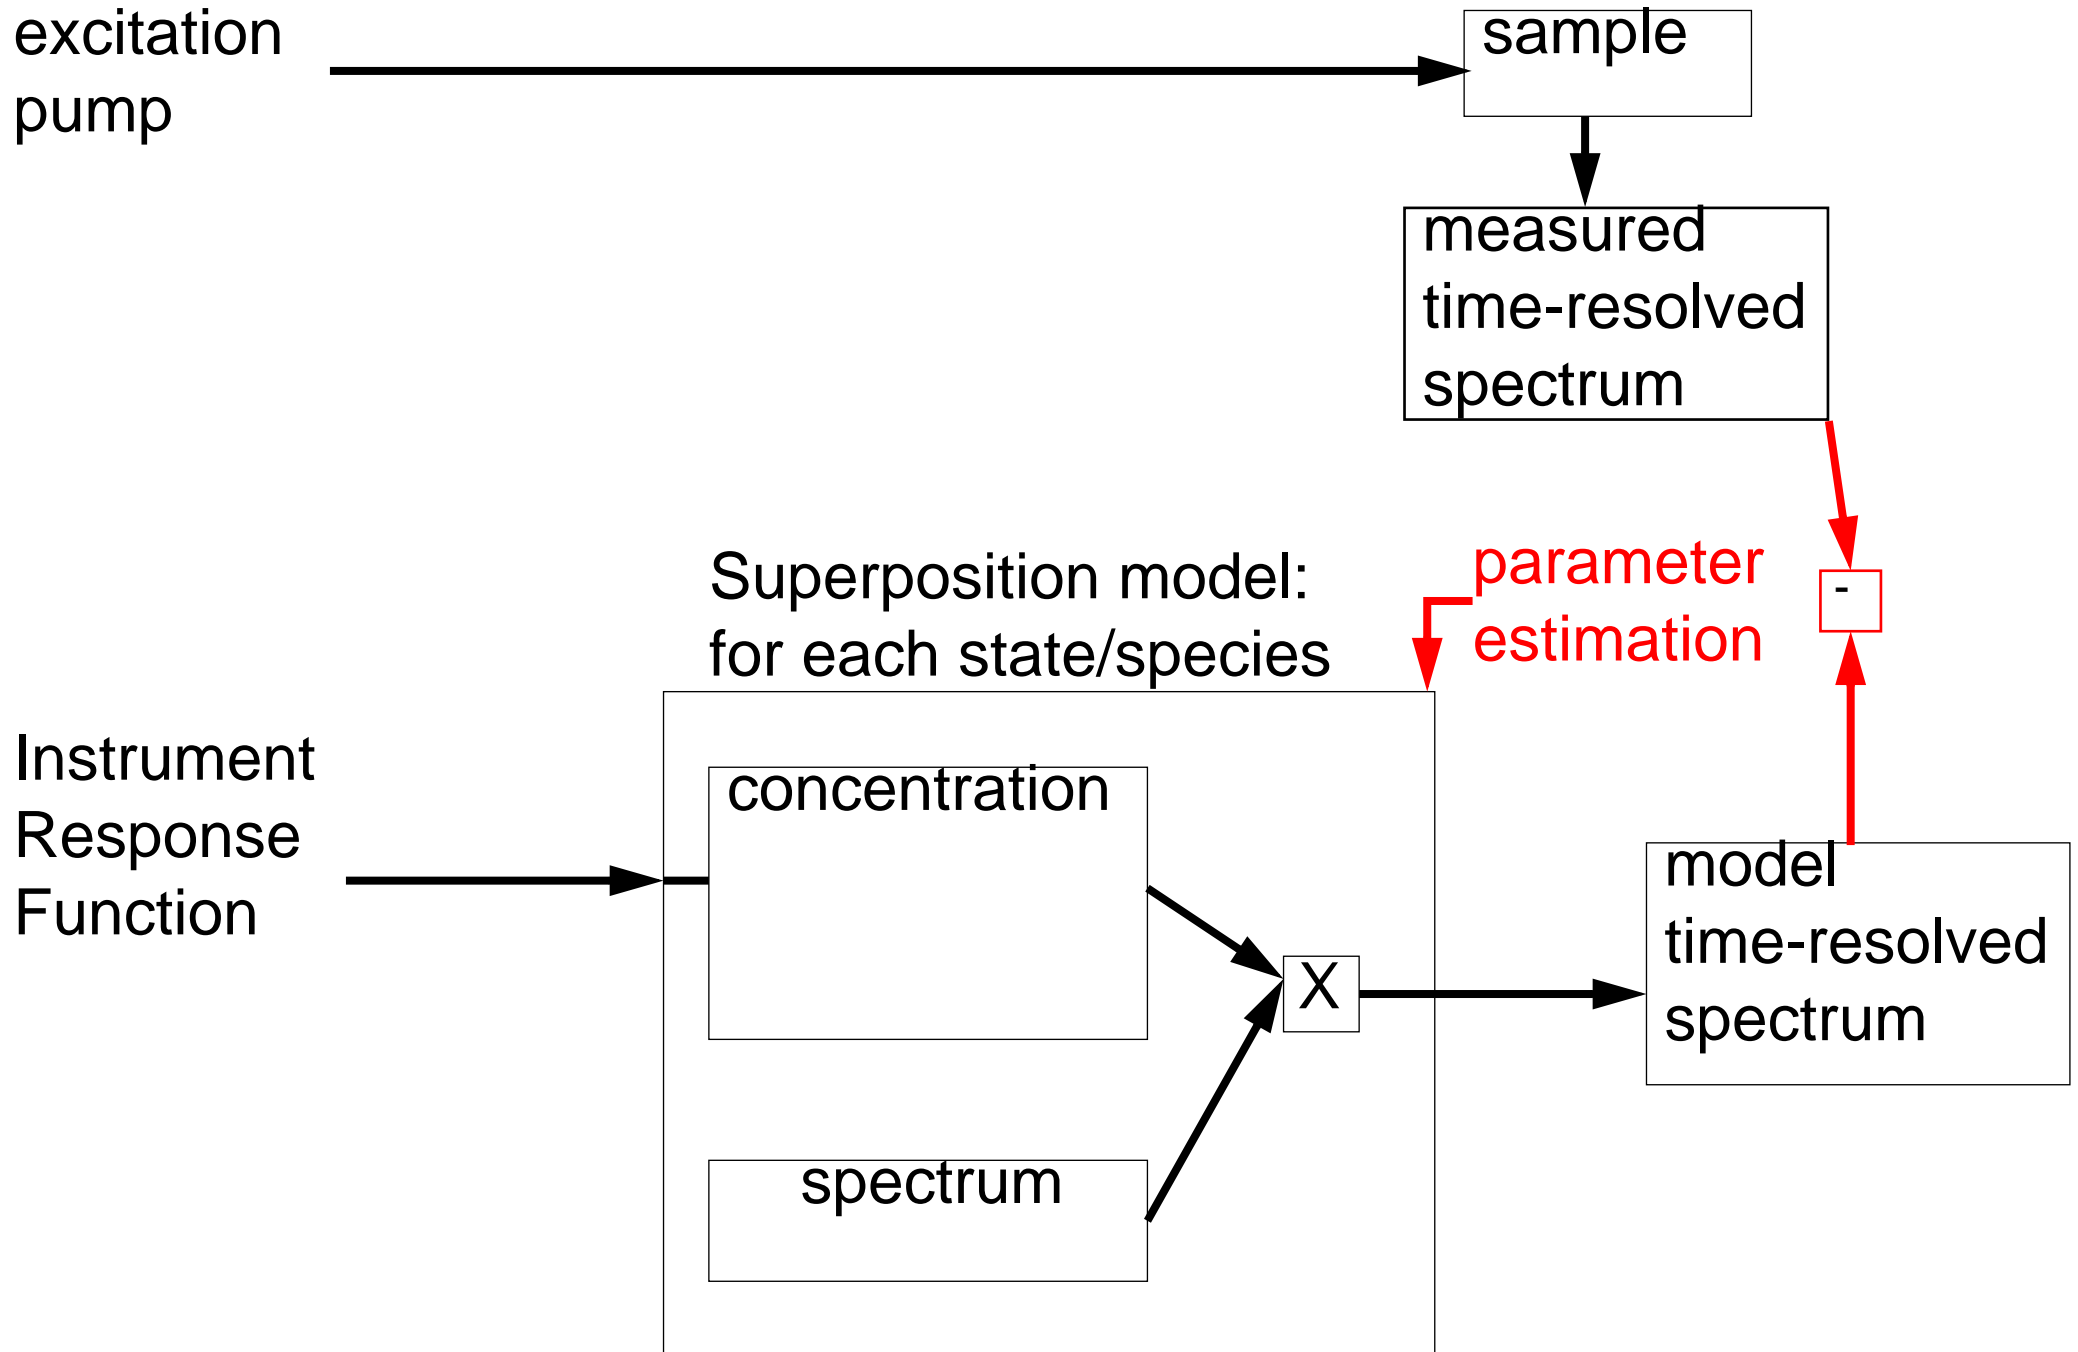 excitation
pump
sample
measured
time-resolved
spectrum
Superposition model:
for each state/species
parameter
estimation
-
Instrument
Response
Function
concentration
X
spectrum
model
time-resolved
spectrum